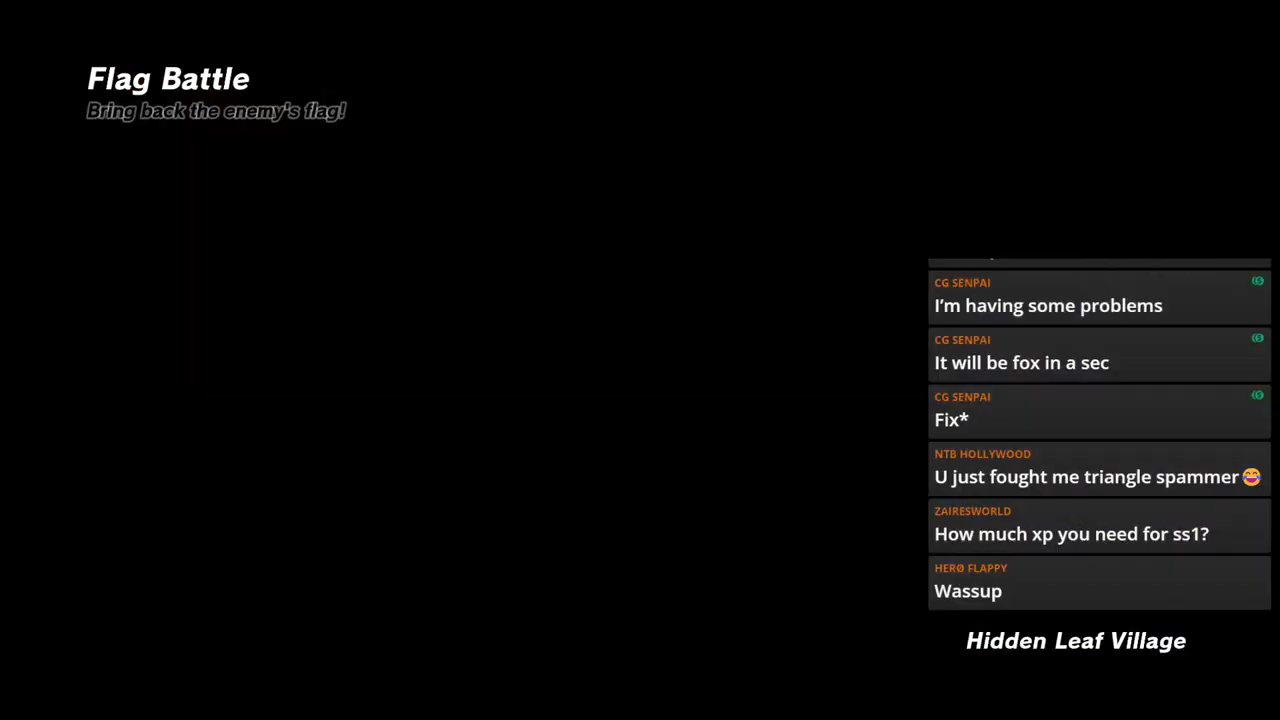 Flag Battle
Bring back the enemy's flag!
CG SENPAI
I'm having some problems
CG SENPAI
It will be fox in a sec
CG SENPAI
Fix*
NTB HOLLYWOOD
U just fought me triangle spammer 😂
ZAIRESWORLD
How much xp you need for ss1?
HERØ FLAPPY
Wassup
Hidden Leaf Village